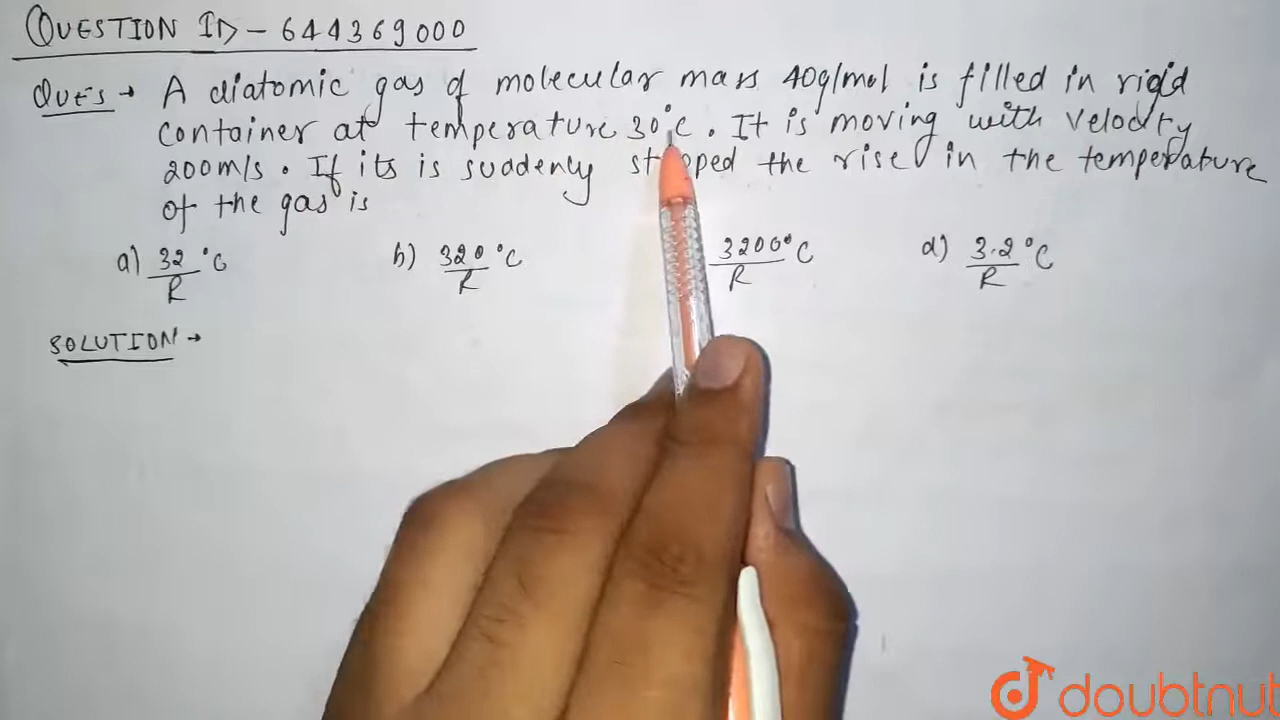 QUESTION ID - 644369000
QUES → A diatomic gas of molecular mass 40g/mol is filled in rigid
container at temperature 30°C. It is moving with velocity
200m/s. If its is suddenly stopped the rise in the temperature
of the gas is
a) 32/R °C b) 320/R °C 3200/R °C d) 3.2/R °C
SOLUTION →
doubtnut